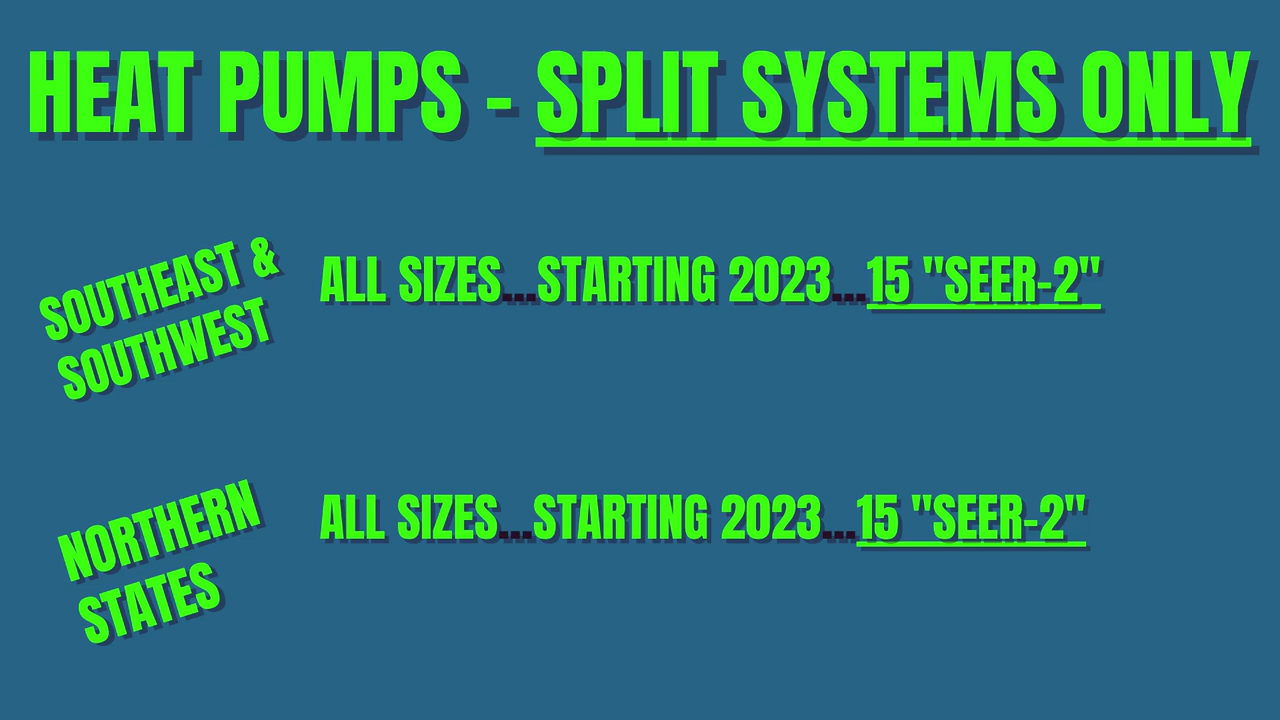 HEAT PUMPS - SPLIT SYSTEMS ONLY
SOUTHEAST &
SOUTHWEST
ALL SIZES...STARTING 2023...15 "SEER-2"
NORTHERN
STATES
ALL SIZES...STARTING 2023...15 "SEER-2"